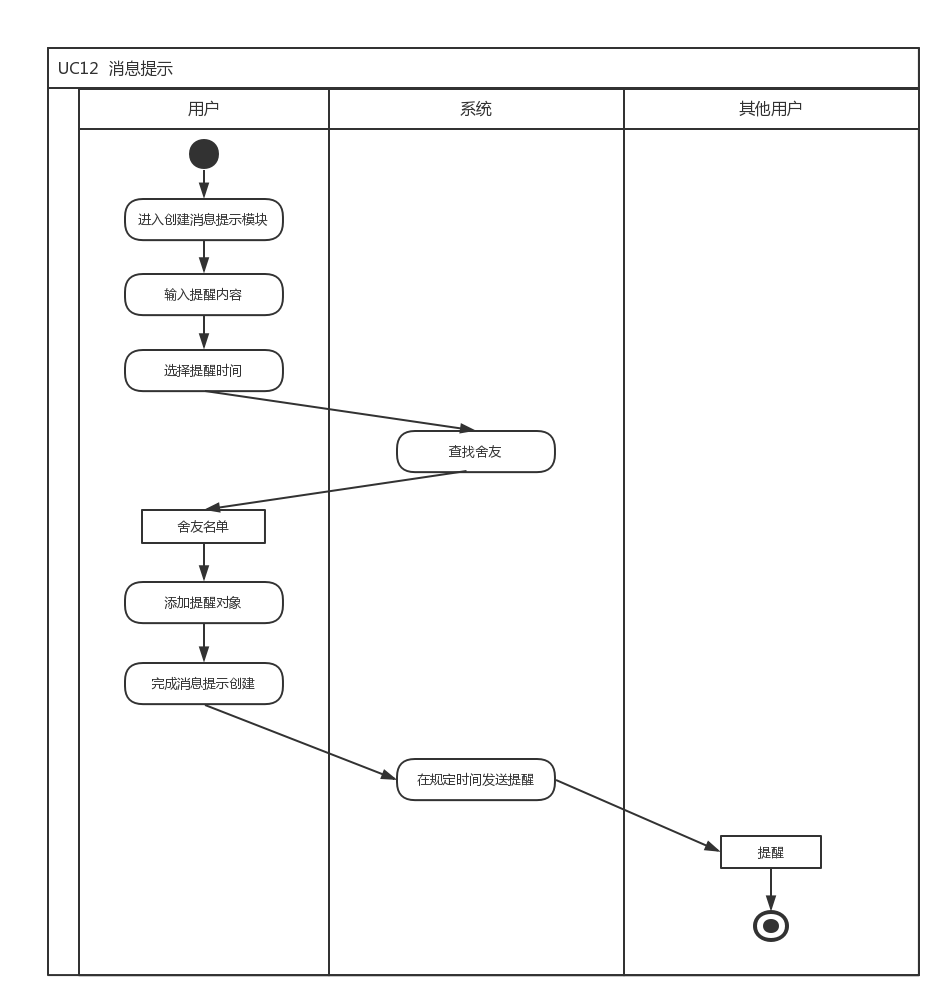 UC12 消息提示
用户
系统
其他用户
进入创建消息提示模块
输入提醒内容
选择提醒时间
查找舍友
舍友名单
添加提醒对象
完成消息提示创建
在规定时间发送提醒
提醒